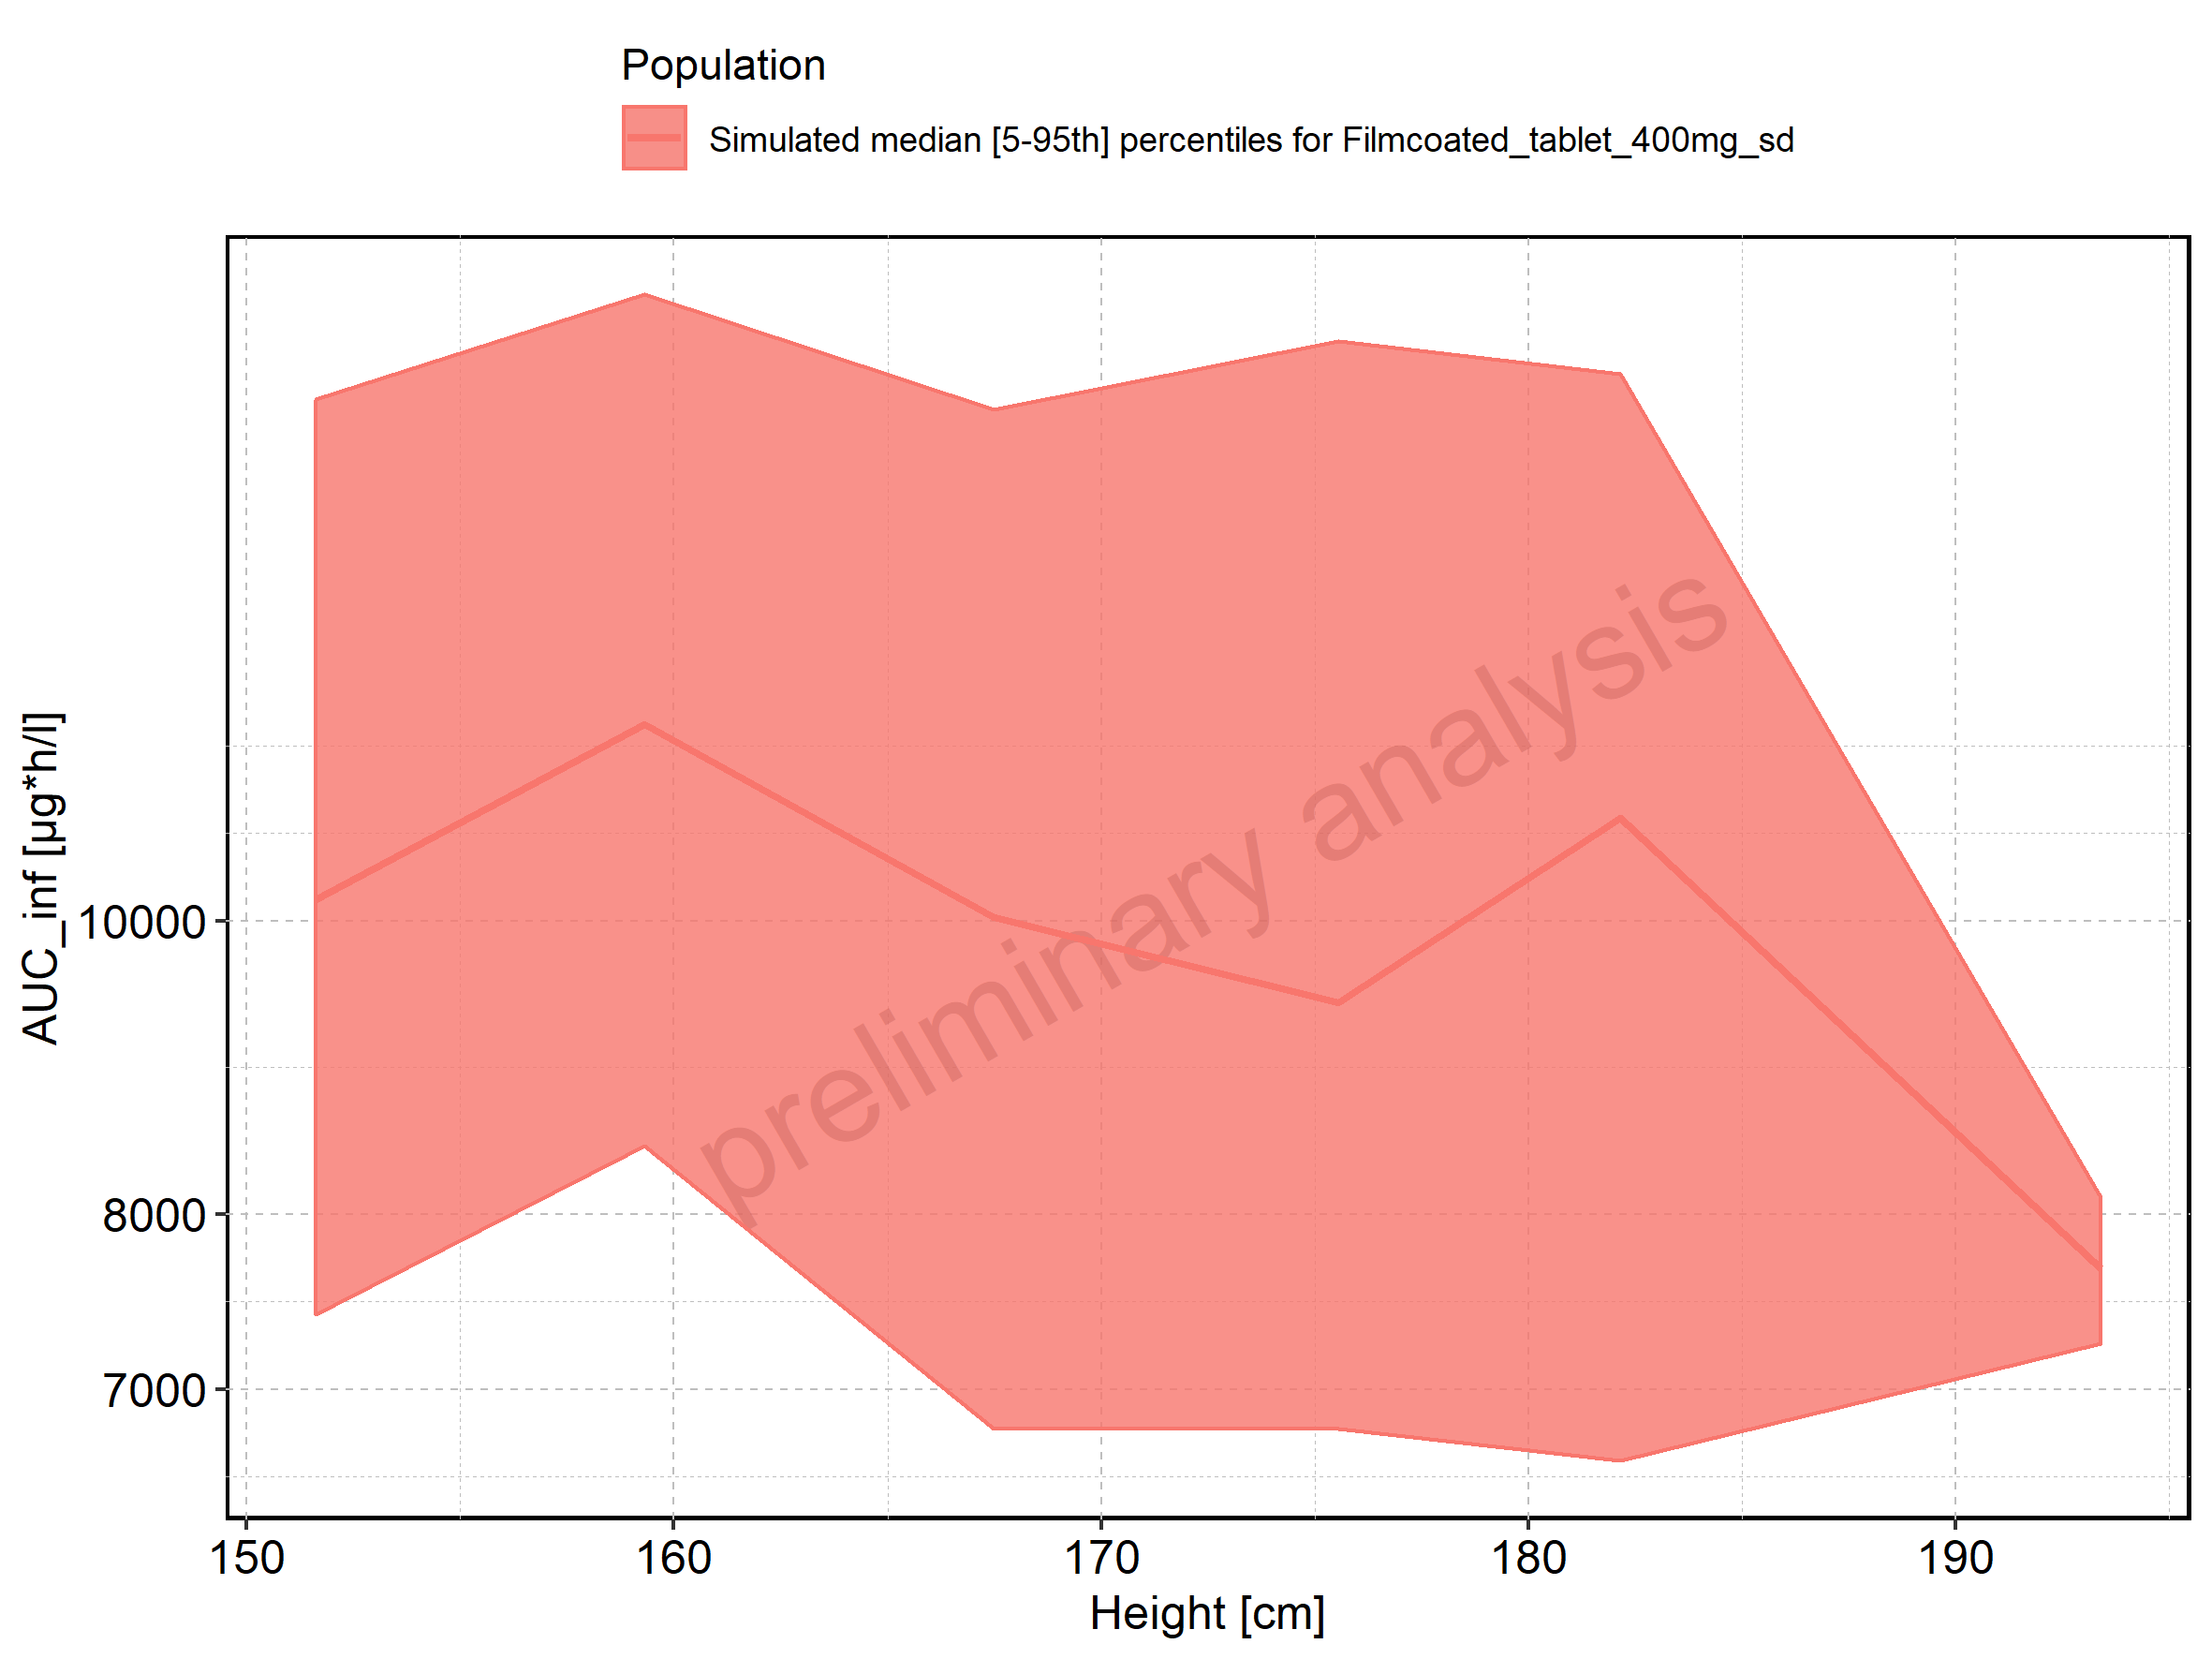 Population
Simulated median [5-95th] percentiles for Filmcoated_tablet_400mg_sd
AUC_inf [µg*h/l]
10000
8000
7000
preliminary analysis
150 160 170 180 190
Height [cm]